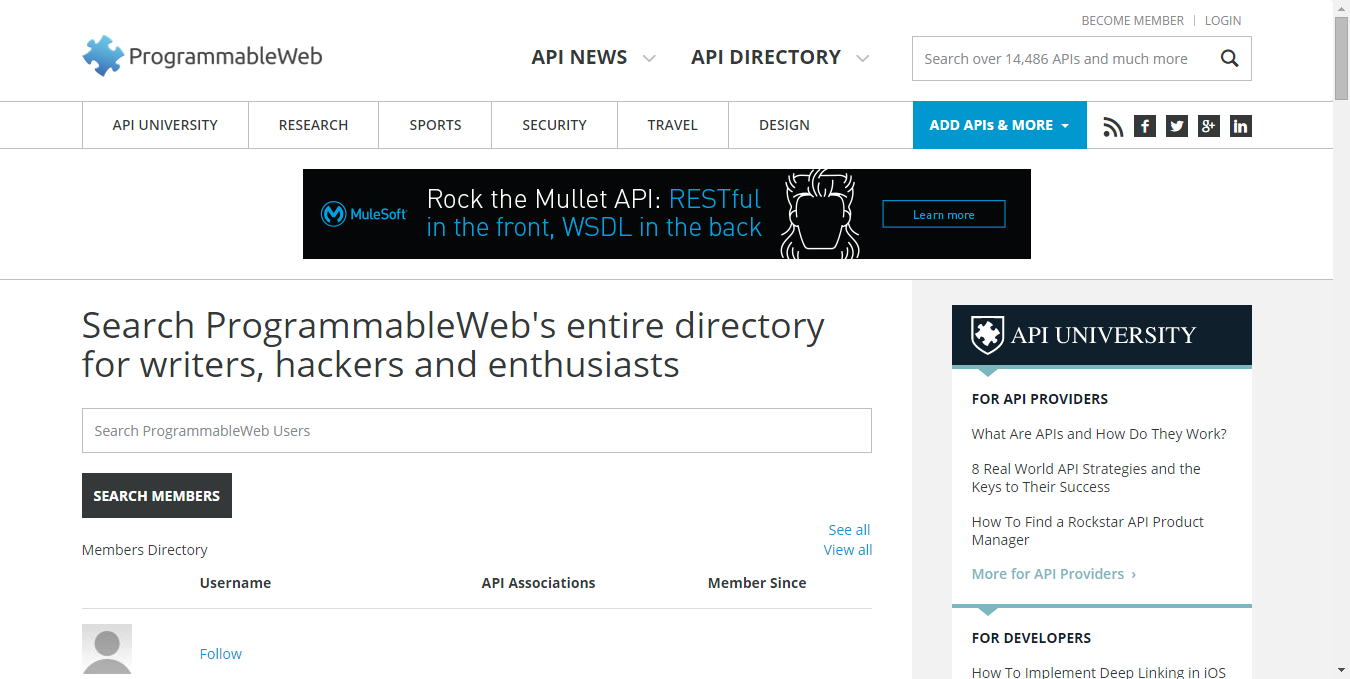 BECOME MEMBER LOGIN
ProgrammableWeb
API NEWS API DIRECTORY
Search over 14,486 APIs and much more
API UNIVERSITY RESEARCH SPORTS SECURITY TRAVEL DESIGN ADD APIs & MORE
MuleSoft
Rock the Mullet API: RESTful
in the front, WSDL in the back
Learn more
Search ProgrammableWeb's entire directory
for writers, hackers and enthusiasts
Search ProgrammableWeb Users
SEARCH MEMBERS
See all
Members Directory View all
Username API Associations Member Since
Follow
API UNIVERSITY
FOR API PROVIDERS
What Are APIs and How Do They Work?
8 Real World API Strategies and the
Keys to Their Success
How To Find a Rockstar API Product
Manager
More for API Providers ›
FOR DEVELOPERS
How To Implement Deep Linking in iOS